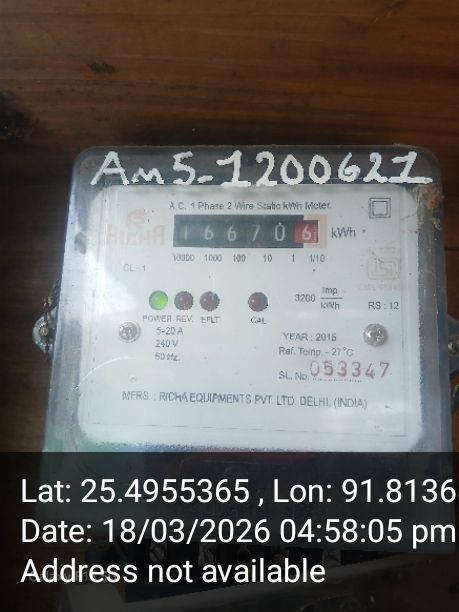 Am5-1200621
A.C. 1 Phase 2 Wire Static kWh Meter.
RICHA
166706 kWh
10000 1000 100 10 1 1/10
CL-1
3200 Imp/kWh
RS : 12
POWER REV. E/LT CAL
5-20 A
240 V
50 Hz.
YEARː 2015
Ref. Temp. - 27°C
SL. No. 053347
MFRS. : RICHA EQUIPMENTS PVT. LTD. DELHI, (INDIA)
Lat: 25.4955365 , Lon: 91.8136
Date: 18/03/2026 04:58:05 pm
Address not available